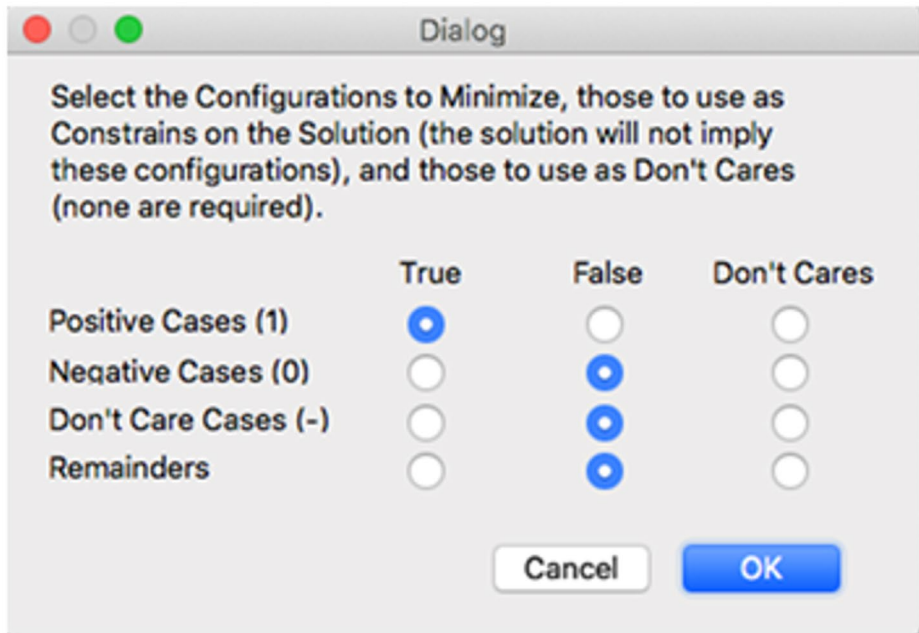 Dialog
Select the Configurations to Minimize, those to use as
Constrains on the Solution (the solution will not imply
these configurations), and those to use as Don't Cares
(none are required).
True False Don't Cares
Positive Cases (1)
Negative Cases (0)
Don't Care Cases (-)
Remainders
Cancel OK